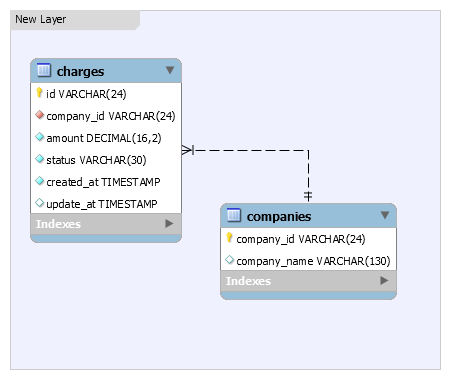 New Layer
charges
id VARCHAR(24)
company_id VARCHAR(24)
amount DECIMAL(16,2)
status VARCHAR(30)
created_at TIMESTAMP
update_at TIMESTAMP
Indexes
companies
company_id VARCHAR(24)
company_name VARCHAR(130)
Indexes